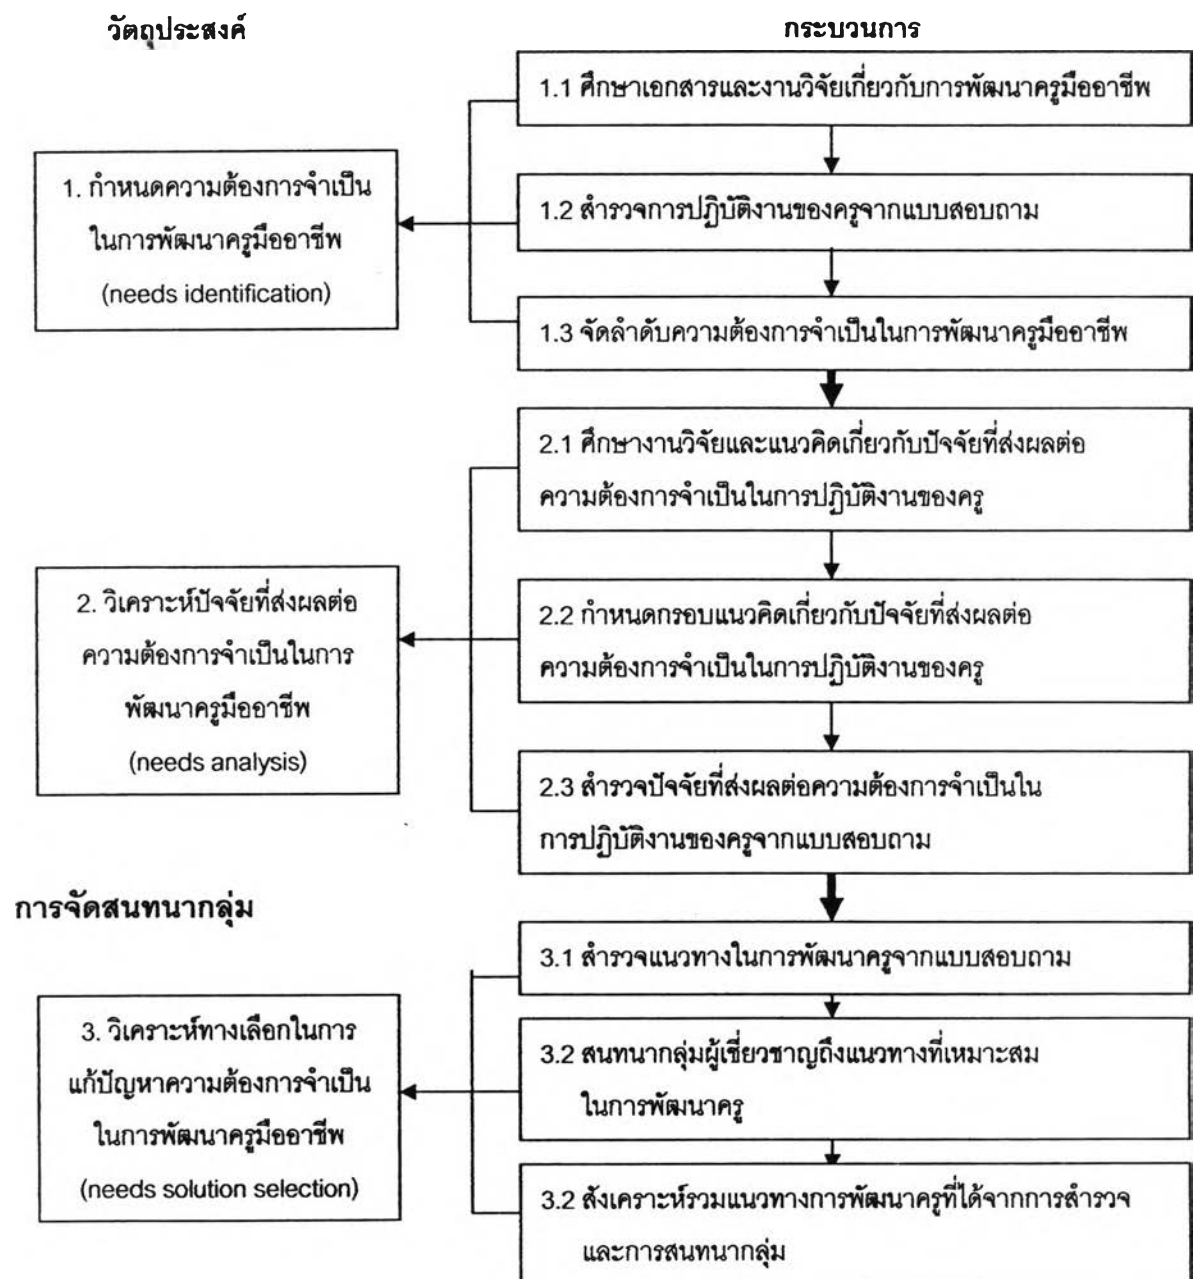 วัตถุประสงค์
กระบวนการ
1.1 ศึกษาเอกสารและงานวิจัยเกี่ยวกับการพัฒนาครูมืออาชีพ
1. กำหนดความต้องการจำเป็น
ในการพัฒนาครูมืออาชีพ
(needs identification)
1.2 สำรวจการปฏิบัติงานของครูจากแบบสอบถาม
1.3 จัดลำดับความต้องการจำเป็นในการพัฒนาครูมืออาชีพ
2.1 ศึกษางานวิจัยและแนวคิดเกี่ยวกับปัจจัยที่ส่งผลต่อ
ความต้องการจำเป็นในการปฏิบัติงานของครู
2. วิเคราะห์ปัจจัยที่ส่งผลต่อ
ความต้องการจำเป็นในการ
พัฒนาครูมืออาชีพ
(needs analysis)
2.2 กำหนดกรอบแนวคิดเกี่ยวกับปัจจัยที่ส่งผลต่อ
ความต้องการจำเป็นในการปฏิบัติงานของครู
2.3 สำรวจปัจจัยที่ส่งผลต่อความต้องการจำเป็นใน
การปฏิบัติงานของครูจากแบบสอบถาม
การจัดสนทนากลุ่ม
3.1 สำรวจแนวทางในการพัฒนาครูจากแบบสอบถาม
3. วิเคราะห์ทางเลือกในการ
แก้ปัญหาความต้องการจำเป็น
ในการพัฒนาครูมืออาชีพ
(needs solution selection)
3.2 สนทนากลุ่มผู้เชี่ยวชาญถึงแนวทางที่เหมาะสม
ในการพัฒนาครู
3.2 สังเคราะห์รวมแนวทางการพัฒนาครูที่ได้จากการสำรวจ
และการสนทนากลุ่ม